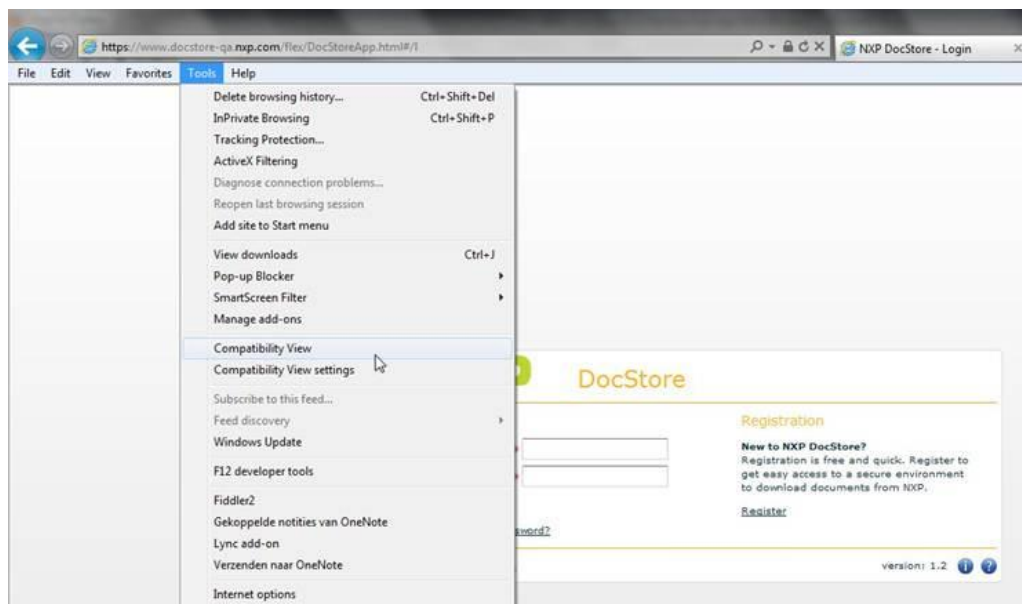 https://www.docstore-qa.nxp.com/flex/DocStoreApp.html#/l
NXP DocStore - Login
File Edit View Favorites Tools Help
Delete browsing history... Ctrl+Shift+Del
InPrivate Browsing Ctrl+Shift+P
Tracking Protection...
ActiveX Filtering
Diagnose connection problems...
Reopen last browsing session
Add site to Start menu
View downloads Ctrl+J
Pop-up Blocker
SmartScreen Filter
Manage add-ons
Compatibility View
Compatibility View settings
Subscribe to this feed...
Feed discovery
Windows Update
F12 developer tools
Fiddler2
Gekoppelde notities van OneNote
Lync add-on
Verzenden naar OneNote
Internet options
DocStore
sword?
Registration
New to NXP DocStore?
Registration is free and quick. Register to
get easy access to a secure environment
to download documents from NXP.
Register
version: 1.2